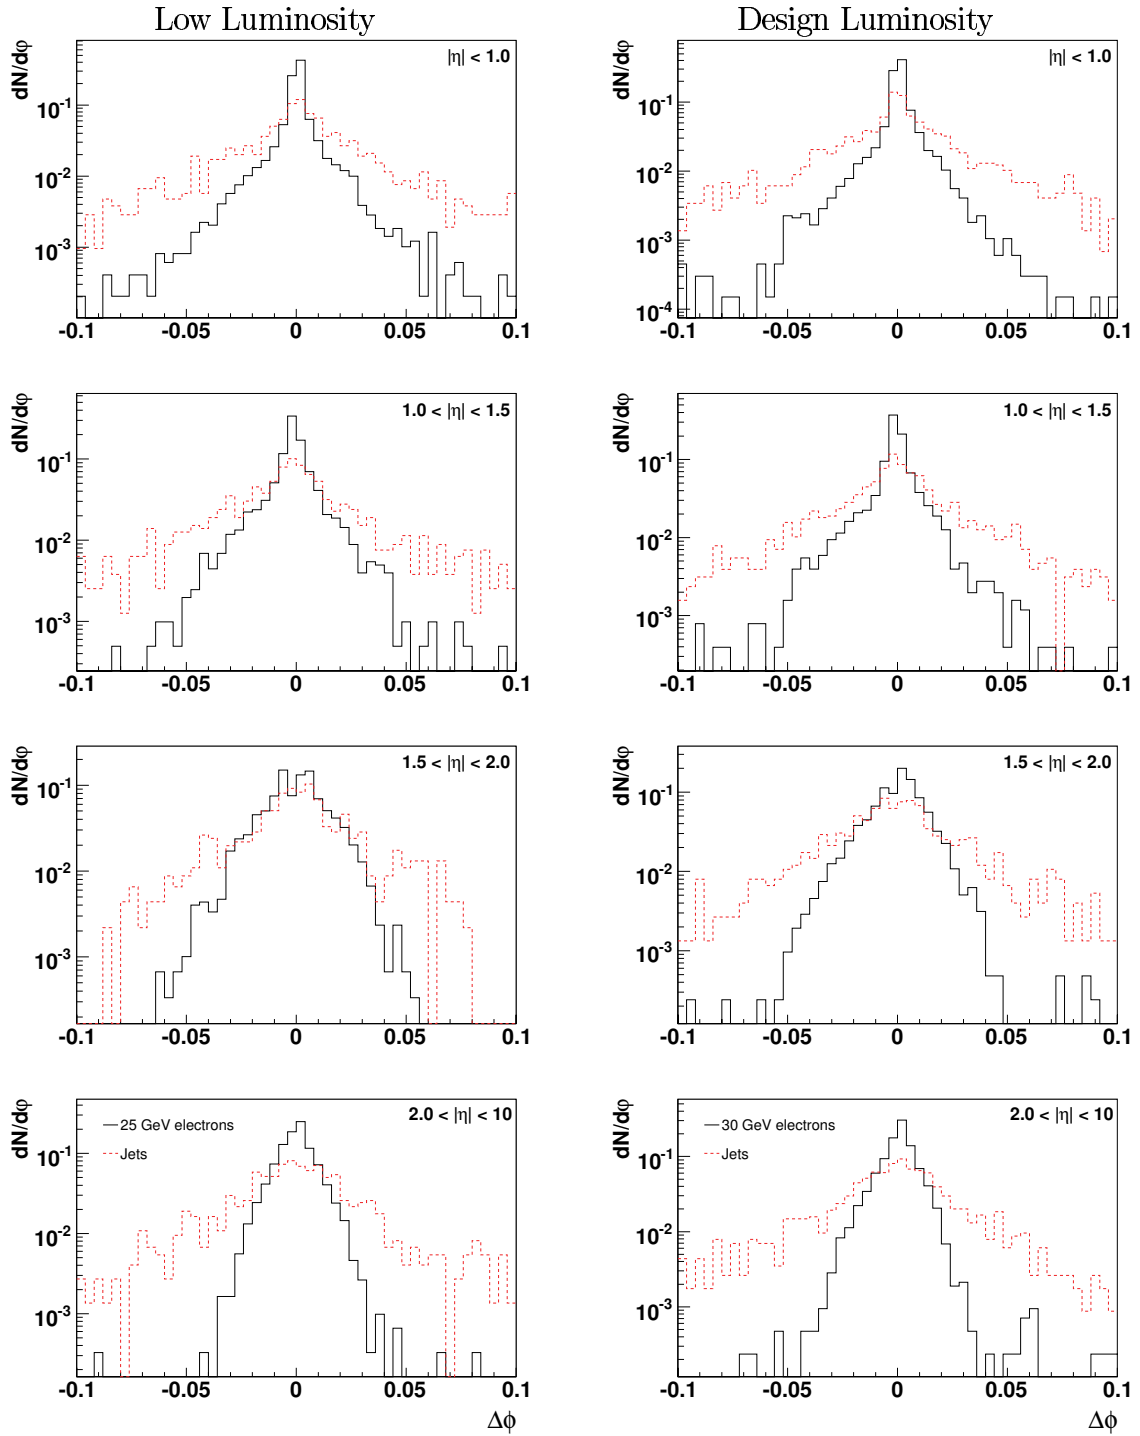 Low Luminosity Design Luminosity
dN/dφ |η| < 1.0 dN/dφ |η| < 1.0
10^-1 10^-1
10^-2 10^-2
10^-3 10^-3
10^-4
-0.1 -0.05 0 0.05 0.1 -0.1 -0.05 0 0.05 0.1
dN/dφ 1.0 < |η| < 1.5 dN/dφ 1.0 < |η| < 1.5
10^-1 10^-1
10^-2 10^-2
10^-3 10^-3
-0.1 -0.05 0 0.05 0.1 -0.1 -0.05 0 0.05 0.1
dN/dφ 1.5 < |η| < 2.0 dN/dφ 1.5 < |η| < 2.0
10^-1 10^-1
10^-2 10^-2
10^-3 10^-3
-0.1 -0.05 0 0.05 0.1 -0.1 -0.05 0 0.05 0.1
dN/dφ 2.0 < |η| < 10 dN/dφ 2.0 < |η| < 10
25 GeV electrons 30 GeV electrons
10^-1 Jets 10^-1 Jets
10^-2 10^-2
10^-3 10^-3
-0.1 -0.05 0 0.05 0.1 -0.1 -0.05 0 0.05 0.1
Δϕ Δϕ